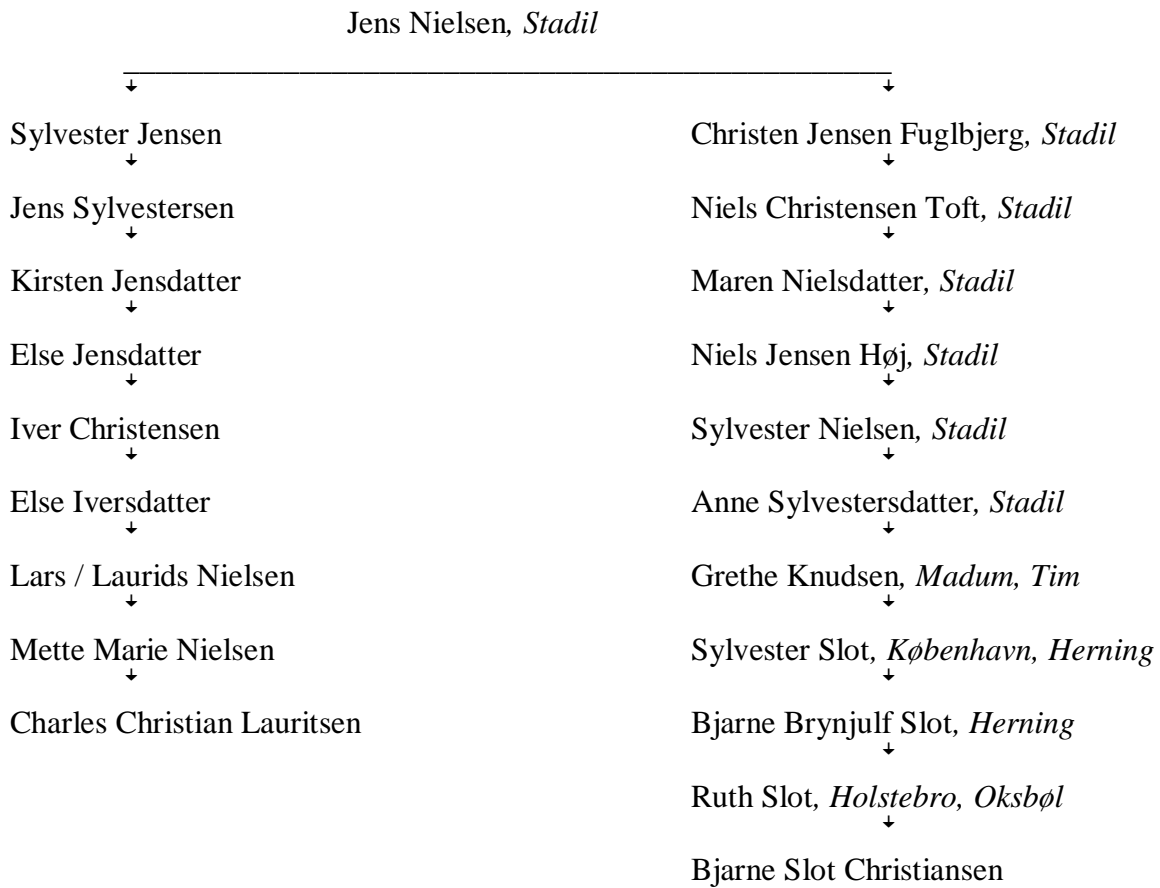 Jens Nielsen, Stadil
Sylvester Jensen Christen Jensen Fuglbjerg, Stadil
Jens Sylvestersen Niels Christensen Toft, Stadil
Kirsten Jensdatter Maren Nielsdatter, Stadil
Else Jensdatter Niels Jensen Høj, Stadil
Iver Christensen Sylvester Nielsen, Stadil
Else Iversdatter Anne Sylvestersdatter, Stadil
Lars / Laurids Nielsen Grethe Knudsen, Madum, Tim
Mette Marie Nielsen Sylvester Slot, København, Herning
Charles Christian Lauritsen Bjarne Brynjulf Slot, Herning
Ruth Slot, Holstebro, Oksbøl
Bjarne Slot Christiansen